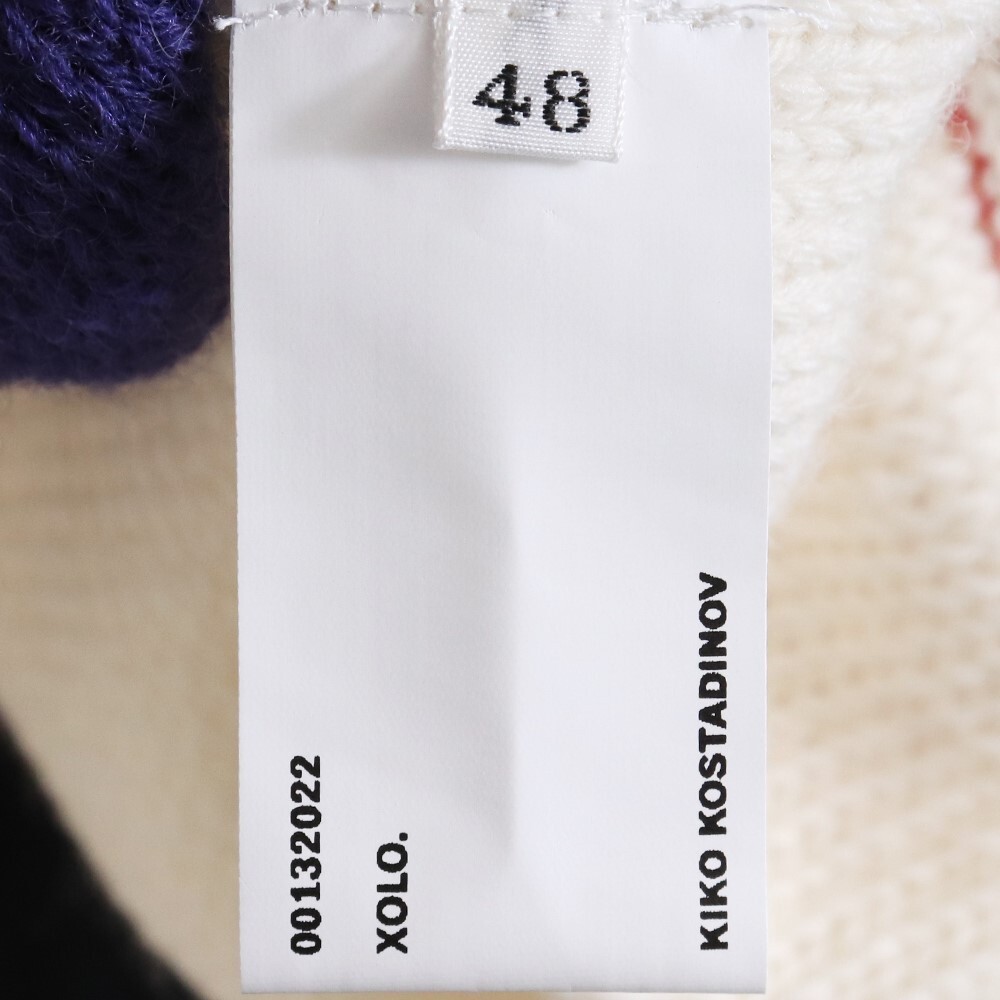 48
00132022
XOLO.
KIKO KOSTADINOV